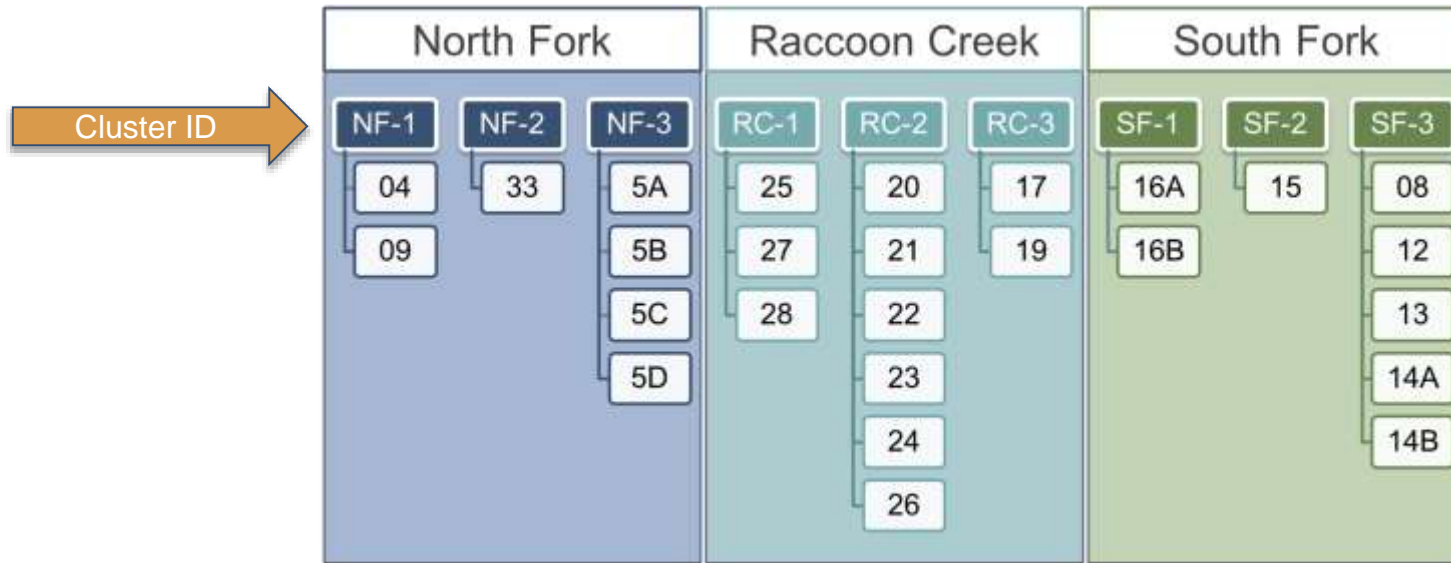 North Fork
Raccoon Creek
South Fork
Cluster ID
NF-1
NF-2
NF-3
RC-1
RC-2
RC-3
SF-1
SF-2
SF-3
04
33
5A
25
20
17
16A
15
08
09
5B
27
21
19
16B
12
5C
28
22
13
5D
23
14A
24
14B
26